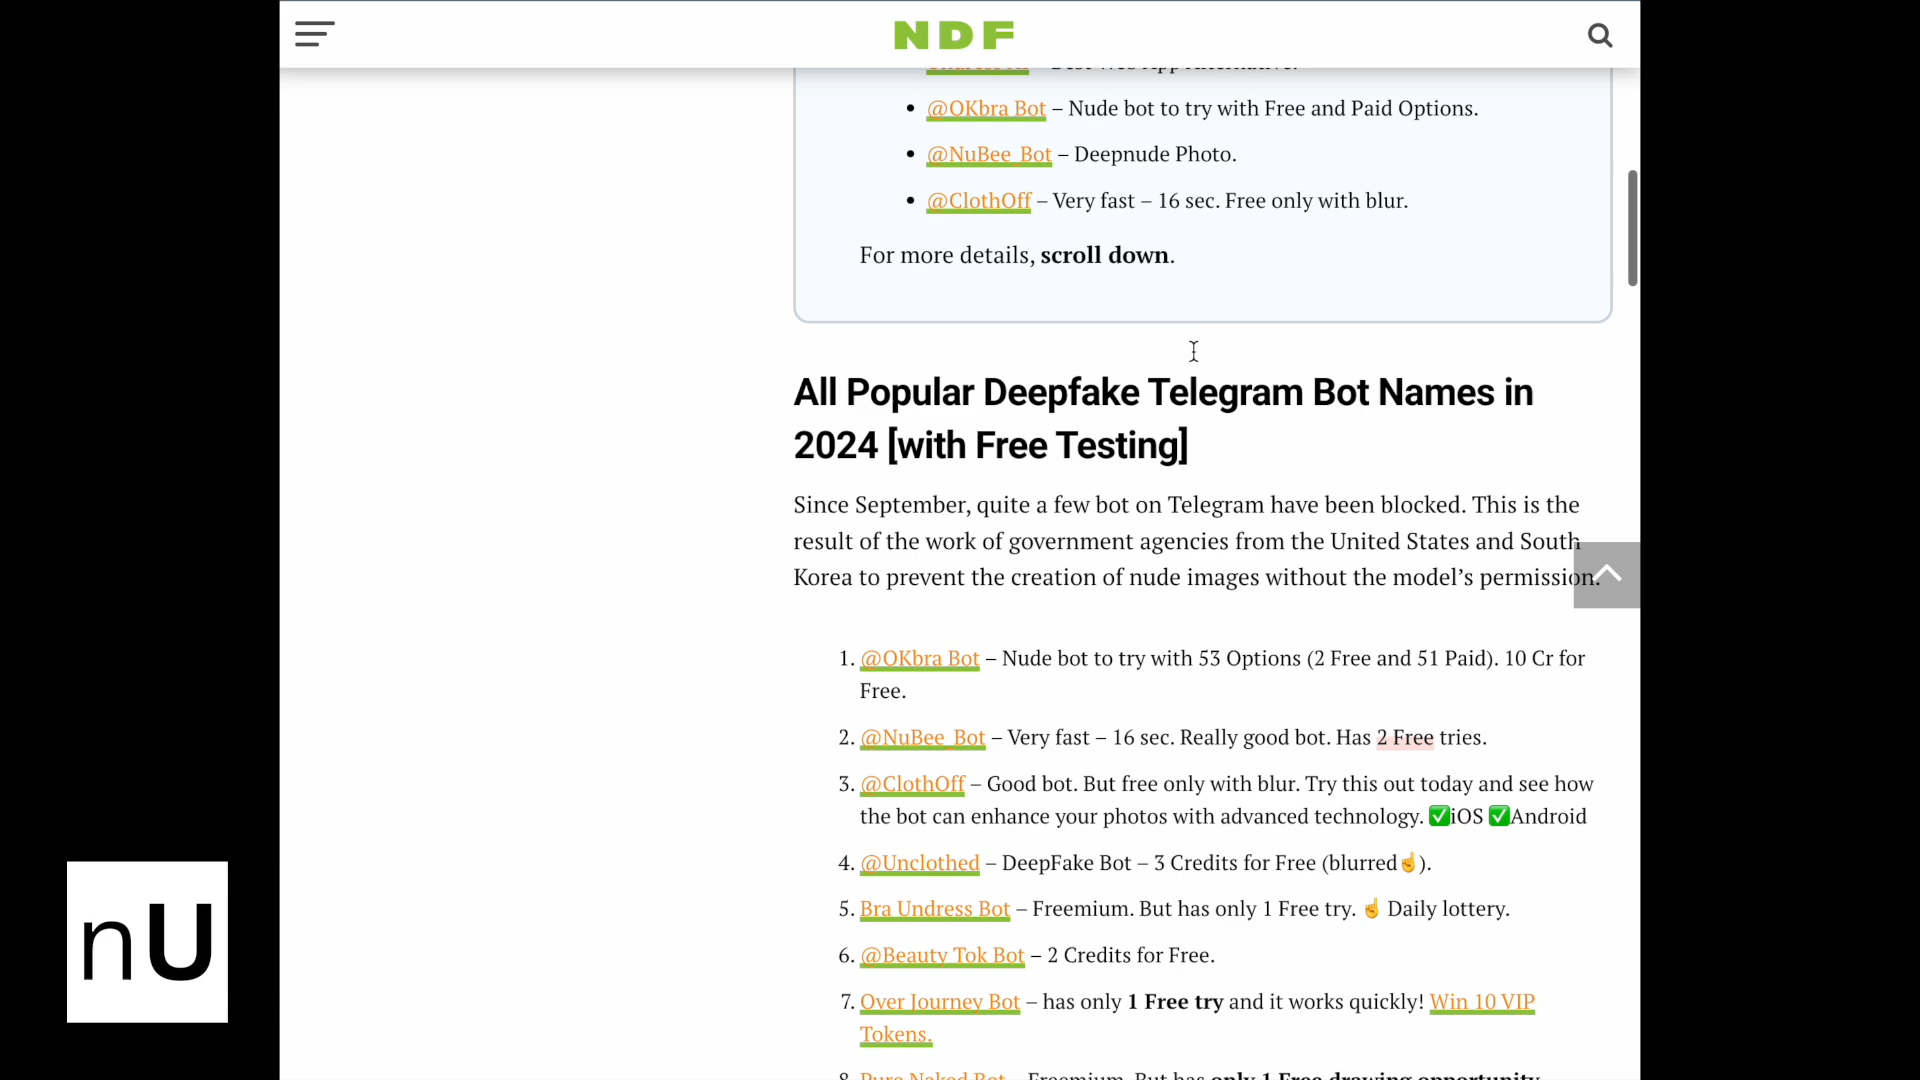 NDF
– Best Web App Alternative.
• @OKbra Bot – Nude bot to try with Free and Paid Options.
• @NuBee_Bot – Deepnude Photo.
• @ClothOff – Very fast – 16 sec. Free only with blur.
For more details, scroll down.
All Popular Deepfake Telegram Bot Names in
2024 [with Free Testing]
Since September, quite a few bot on Telegram have been blocked. This is the
result of the work of government agencies from the United States and South
Korea to prevent the creation of nude images without the model’s permission.
1. @OKbra Bot – Nude bot to try with 53 Options (2 Free and 51 Paid). 10 Cr for
Free.
2. @NuBee_Bot – Very fast – 16 sec. Really good bot. Has 2 Free tries.
3. @ClothOff – Good bot. But free only with blur. Try this out today and see how
the bot can enhance your photos with advanced technology. ✅iOS ✅Android
4. @Unclothed – DeepFake Bot – 3 Credits for Free (blurred☝).
5. Bra Undress Bot – Freemium. But has only 1 Free try. ☝ Daily lottery.
6. @Beauty Tok Bot – 2 Credits for Free.
7. Over Journey Bot – has only 1 Free try and it works quickly! Win 10 VIP
Tokens.
8. Pure Naked Bot – Freemium. But has only 1 Free drawing opportunity
nU